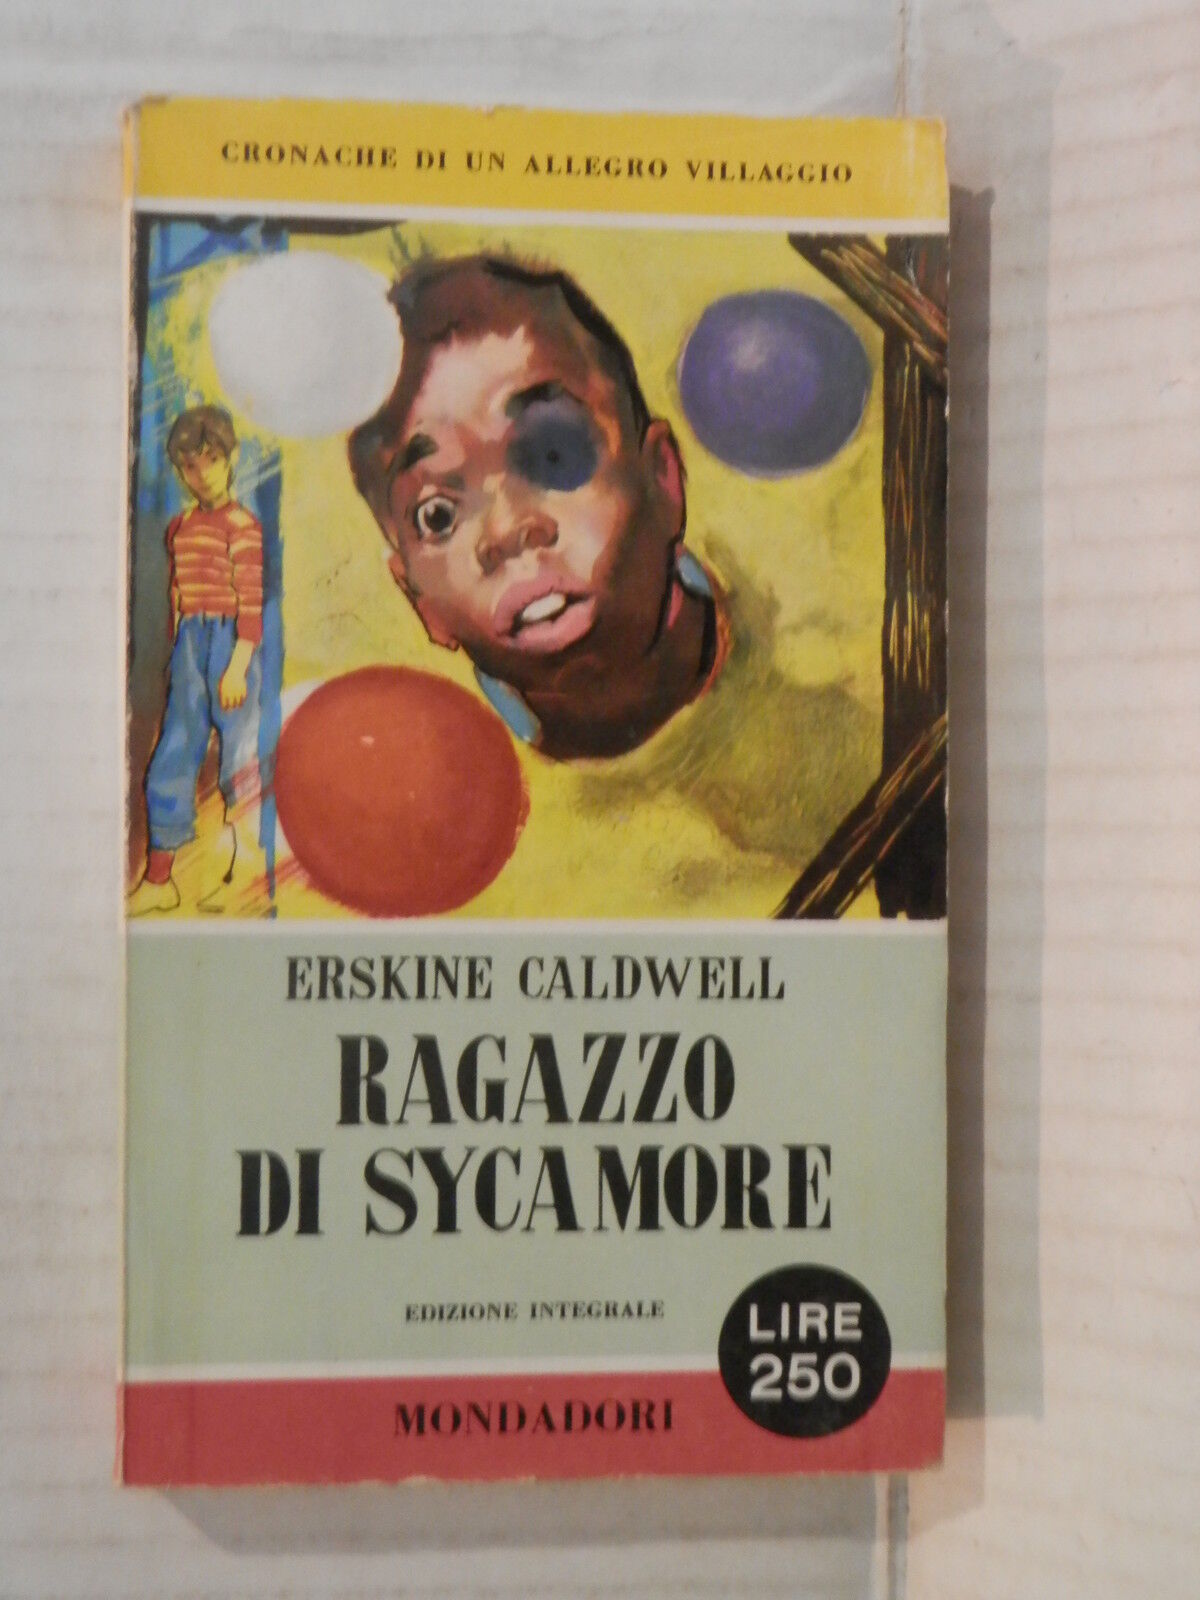 CRONACHE DI UN ALLEGRO VILLAGGIO
ERSKINE CALDWELL
RAGAZZO
DI SYCAMORE
EDIZIONE INTEGRALE
LIRE
250
MONDADORI